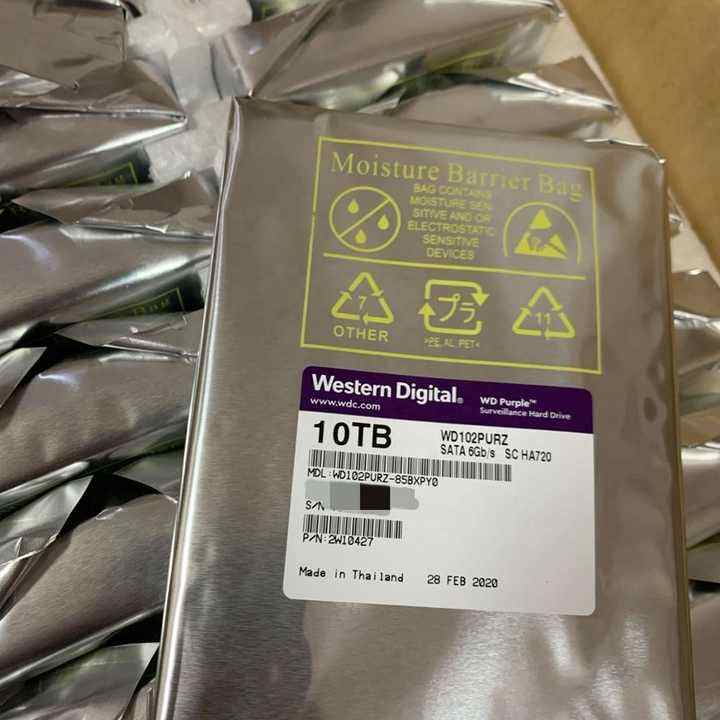 Moisture Barrier Bag
BAG CONTAINS
MOISTURE SEN
SITIVE AND OR
ELECTROSTATIC
SENSITIVE
DEVICES
7
OTHER
プラ
>PE, AL, PET<
11
Western Digital®
www.wdc.com
WD Purple™
Surveillance Hard Drive
10TB
WD102PURZ
SATA 6Gb/s SC HA720
MDL:WD102PURZ-85BXPY0
S/N
P/N:2W10427
Made in Thailand 28 FEB 2020